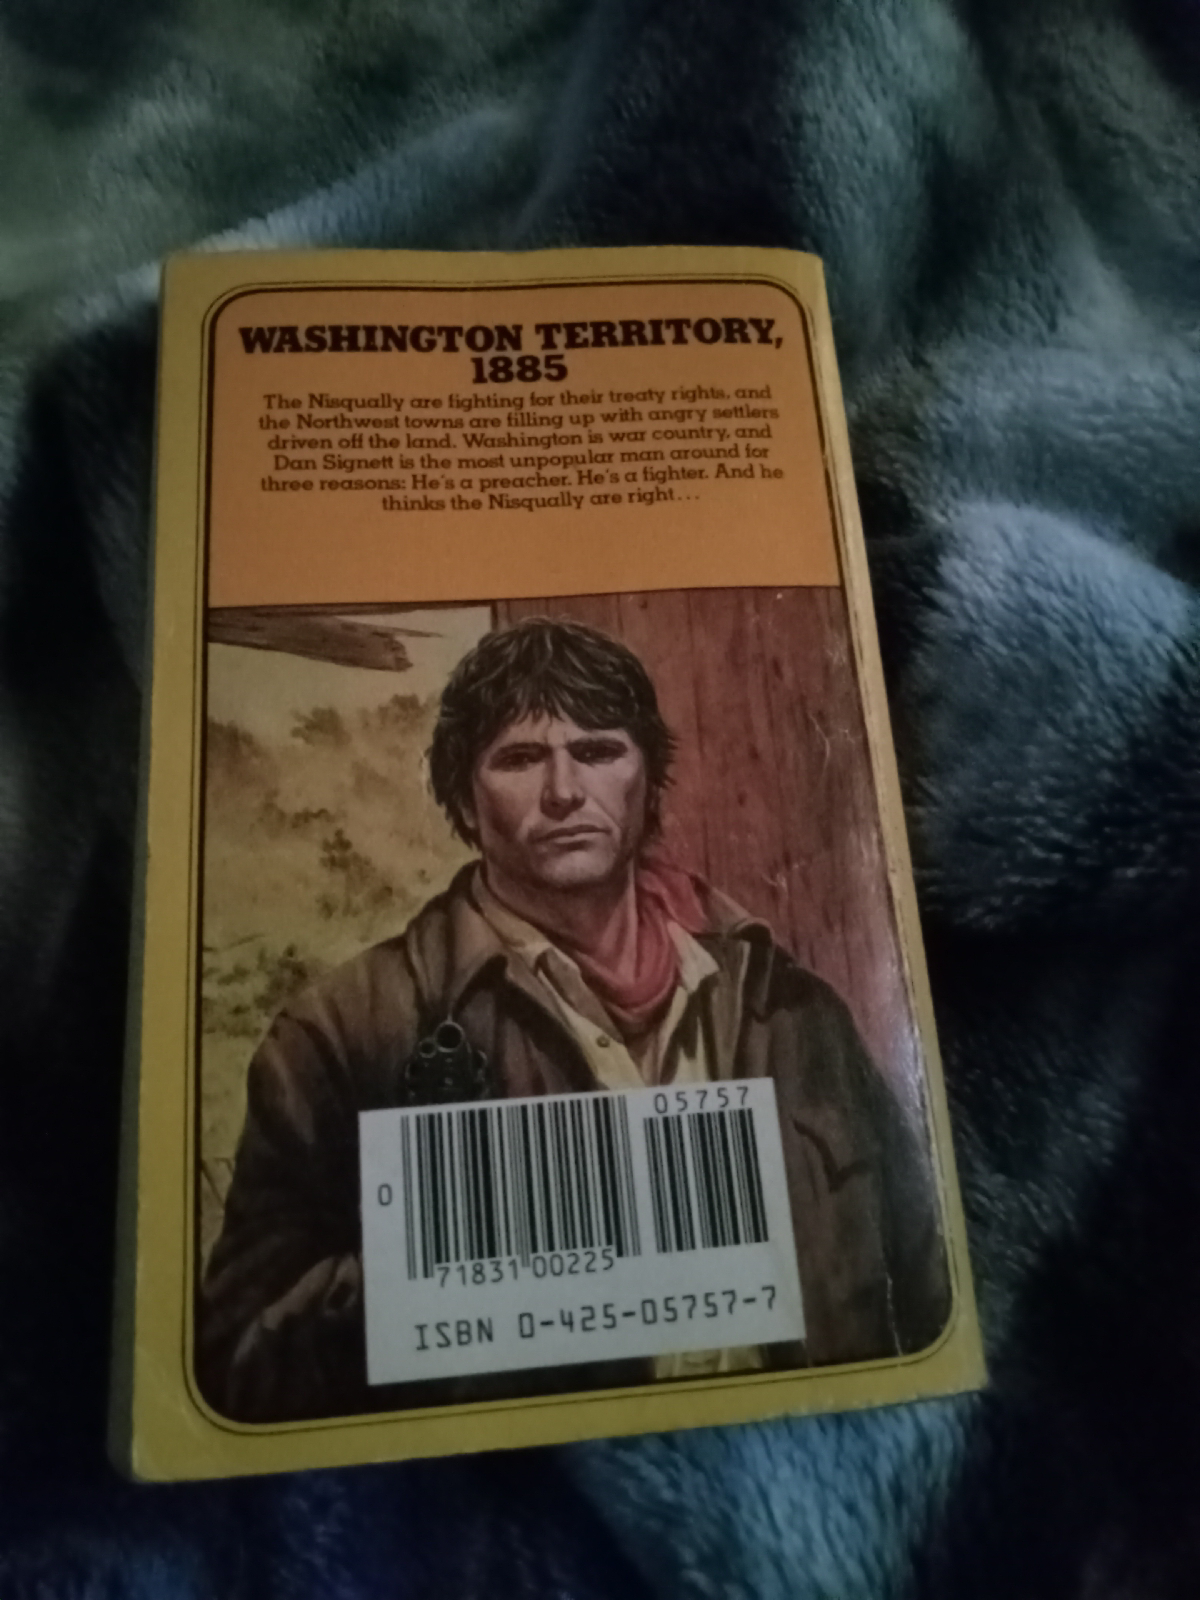 WASHINGTON TERRITORY,
1885
The Nisqually are fighting for their treaty rights, and
the Northwest towns are filling up with angry settlers
driven off the land. Washington is war country, and
Dan Signett is the most unpopular man around for
three reasons: He's a preacher. He's a fighter. And he
thinks the Nisqually are right...
05757
0
71831 00225
ISBN 0-425-05757-7